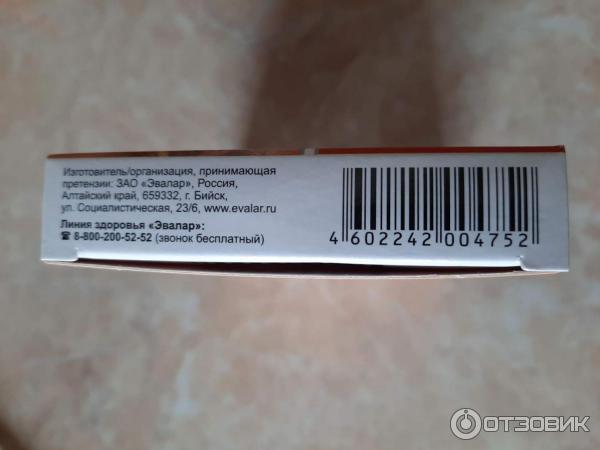 Изготовитель/организация, принимающая
претензии: ЗАО «Эвалар», Россия,
Алтайский край, 659332, г. Бийск,
ул. Социалистическая, 23/6, www.evalar.ru
Линия здоровья «Эвалар»:
☎ 8-800-200-52-52 (звонок бесплатный)
4 602242 004752
ОТЗОВИК